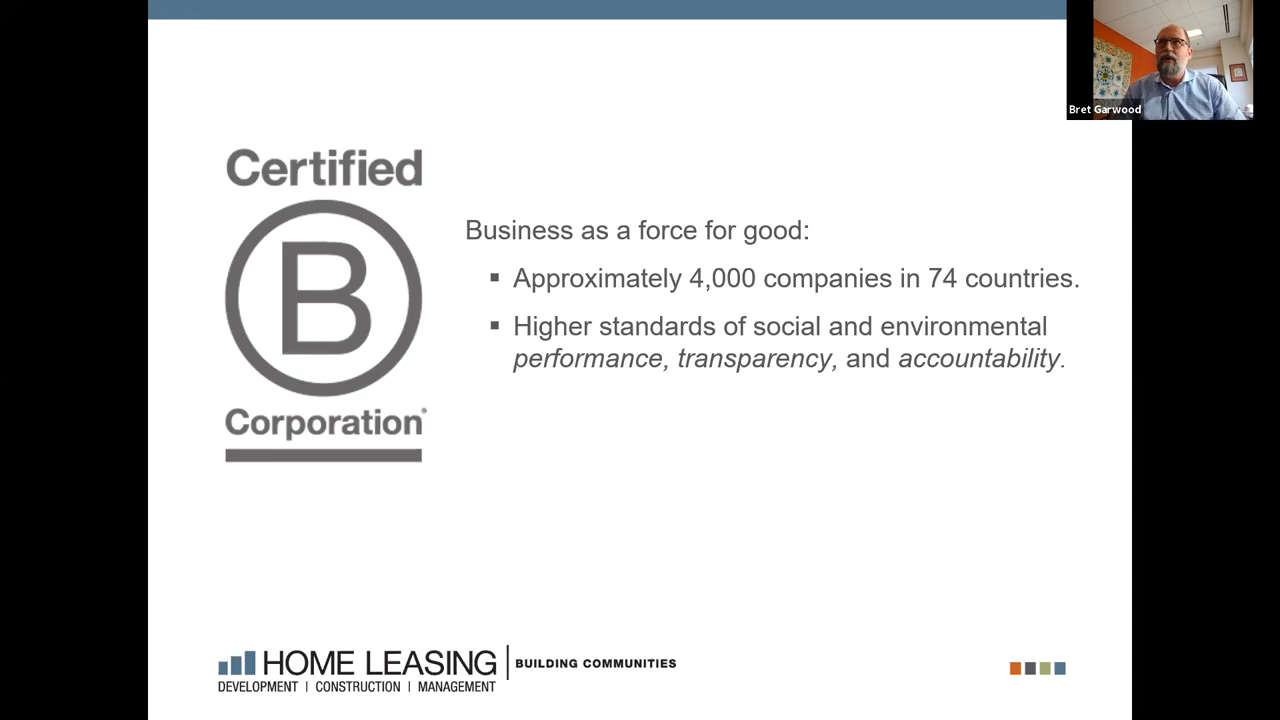 Bret Garwood
Certified
B
Corporation®
Business as a force for good:
▪ Approximately 4,000 companies in 74 countries.
▪ Higher standards of social and environmental
performance, transparency, and accountability.
HOME LEASING | BUILDING COMMUNITIES
DEVELOPMENT | CONSTRUCTION | MANAGEMENT